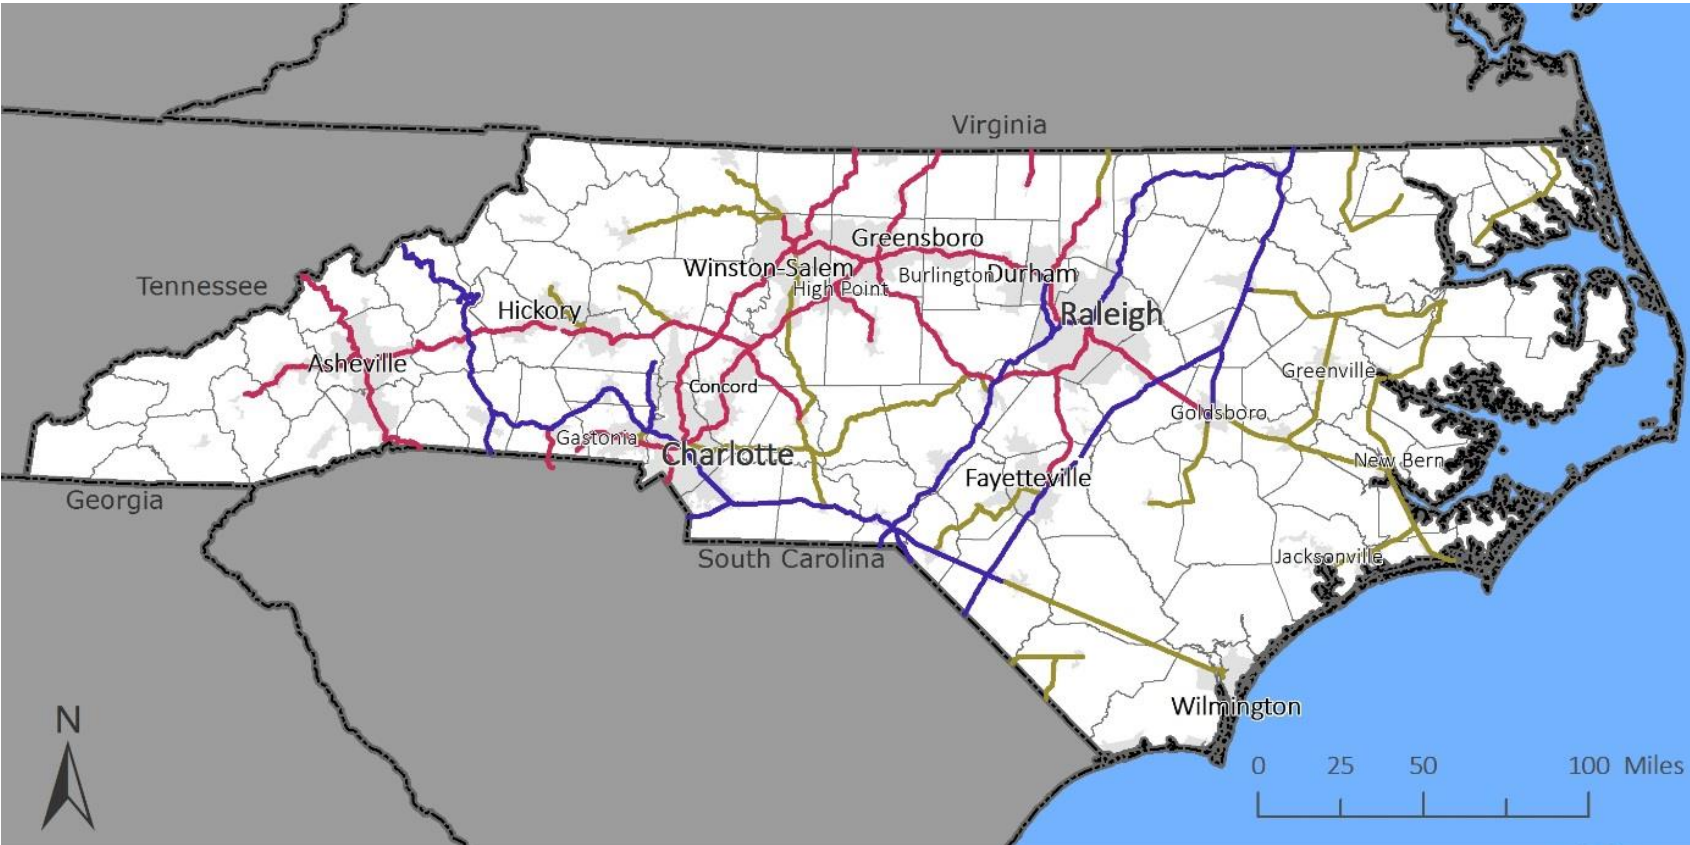 Virginia
Greensboro
Winston-Salem
Burlington
Durham
Tennessee
High Point
Hickory
Raleigh
Asheville
Greenville
Concord
Goldsboro
Gastonia
Charlotte
New Bern
Fayetteville
Georgia
South Carolina
Jacksonville
Wilmington
N
0 25 50 100 Miles